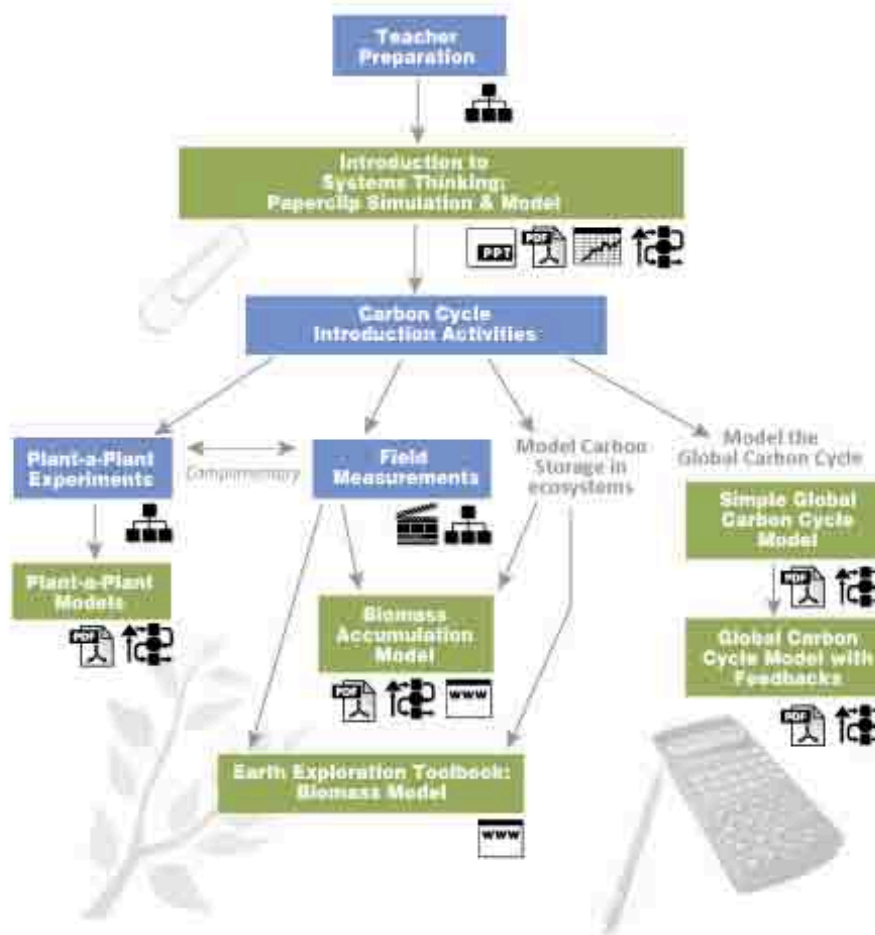 Teacher
Preparation
Introduction to
Systems Thinking:
Paperclip Simulation & Model
PPT
PDF
Carbon Cycle
Introduction Activities
Plant-a-Plant
Experiments
Complementary
Field
Measurements
Model Carbon
Storage in
ecosystems
Model the
Global Carbon Cycle
Simple Global
Carbon Cycle
Model
Plant-a-Plant
Models
PDF
Biomass
Accumulation
Model
PDF
www
PDF
Global Carbon
Cycle Model with
Feedbacks
PDF
Earth Exploration Toolbook:
Biomass Model
www